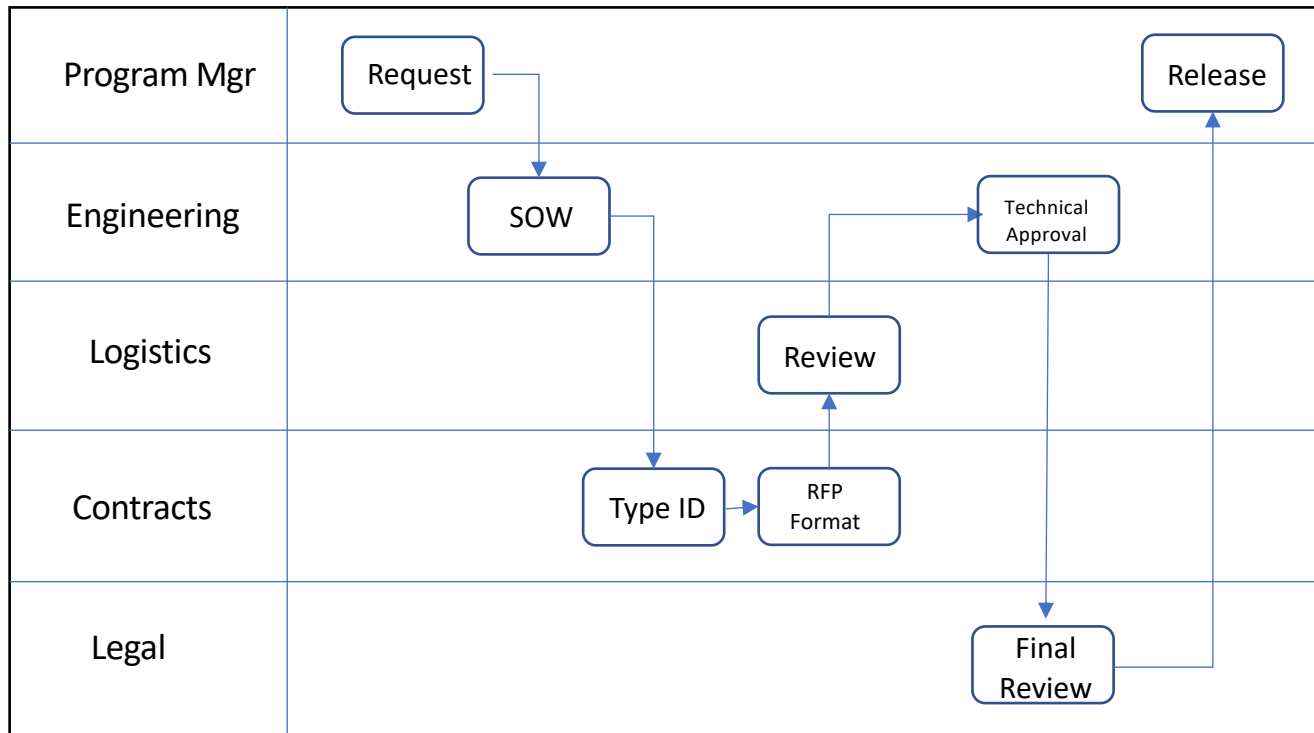 Program Mgr
Request
Release
Engineering
SOW
Technical
Approval
Logistics
Review
Contracts
Type ID
RFP
Format
Legal
Final
Review